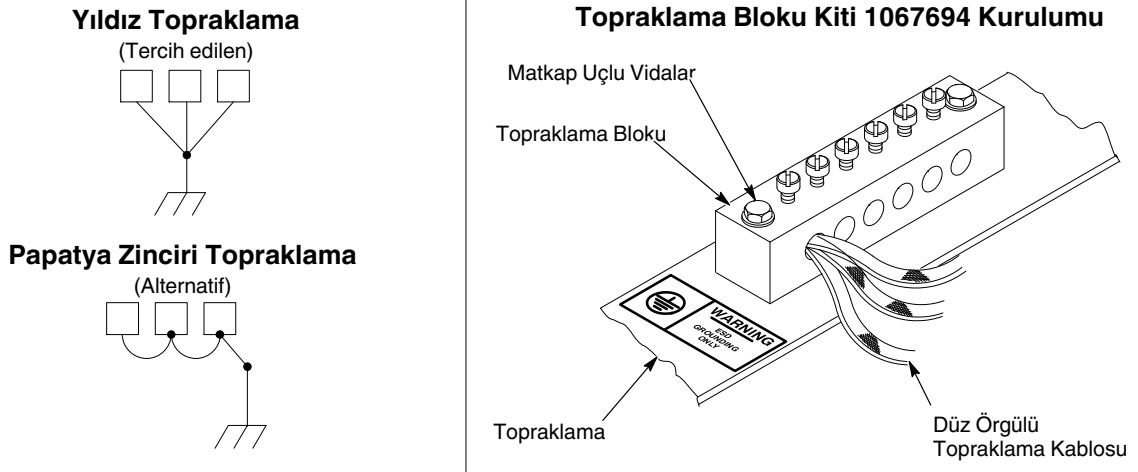 Yıldız Topraklama
(Tercih edilen)
Papatya Zinciri Topraklama
(Alternatif)
Topraklama Bloku Kiti 1067694 Kurulumu
Matkap Uçlu Vidalar
Topraklama Bloku
WARNING
ESD
GROUNDING
ONLY
Topraklama
Düz Örgülü
Topraklama Kablosu